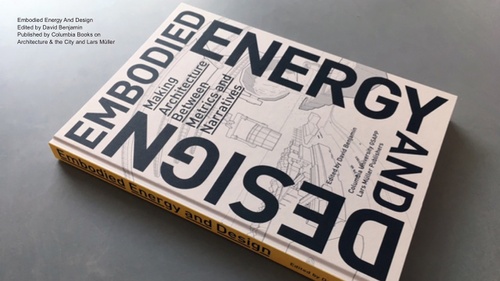 Embodied Energy And Design
Edited by David Benjamin
Published by Columbia Books on
Architecture & the City and Lars Müller
EMBODIED
ENERGY
AND
DESIGN
Making
Architecture
Between
Metrics and
Narratives
Edited by David Benjamin
Columbia University GSAPP
Lars Müller Publishers
Embodied Energy and Design
Edited by D